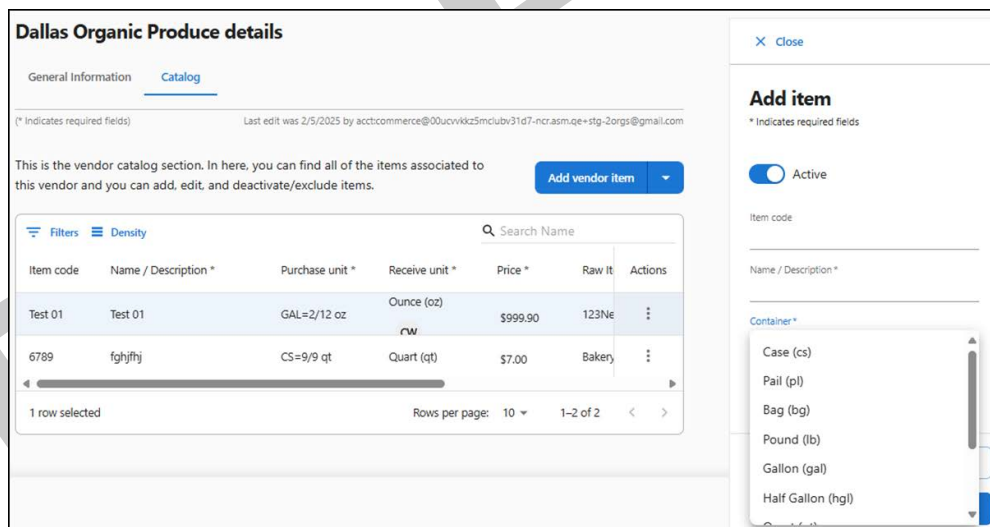 Dallas Organic Produce details
General Information
Catalog
(* Indicates required fields)
Last edit was 2/5/2025 by acct:commerce@00ucvvkkz5mclubv31d7-ncr.asm.qe+stg-2orgs@gmail.com
This is the vendor catalog section. In here, you can find all of the items associated to
this vendor and you can add, edit, and deactivate/exclude items.
Add vendor item
Filters
Density
Search Name
Item code Name / Description * Purchase unit * Receive unit * Price * Raw It Actions
Test 01 Test 01 GAL=2/12 oz Ounce (oz) CW $999.90 123Ne
6789 fghjfhj CS=9/9 qt Quart (qt) $7.00 Bakery
1 row selected
Rows per page: 10
1–2 of 2
Close
Add item
* Indicates required fields
Active
Item code
Name / Description *
Container *
Case (cs)
Pail (pl)
Bag (bg)
Pound (lb)
Gallon (gal)
Half Gallon (hgl)